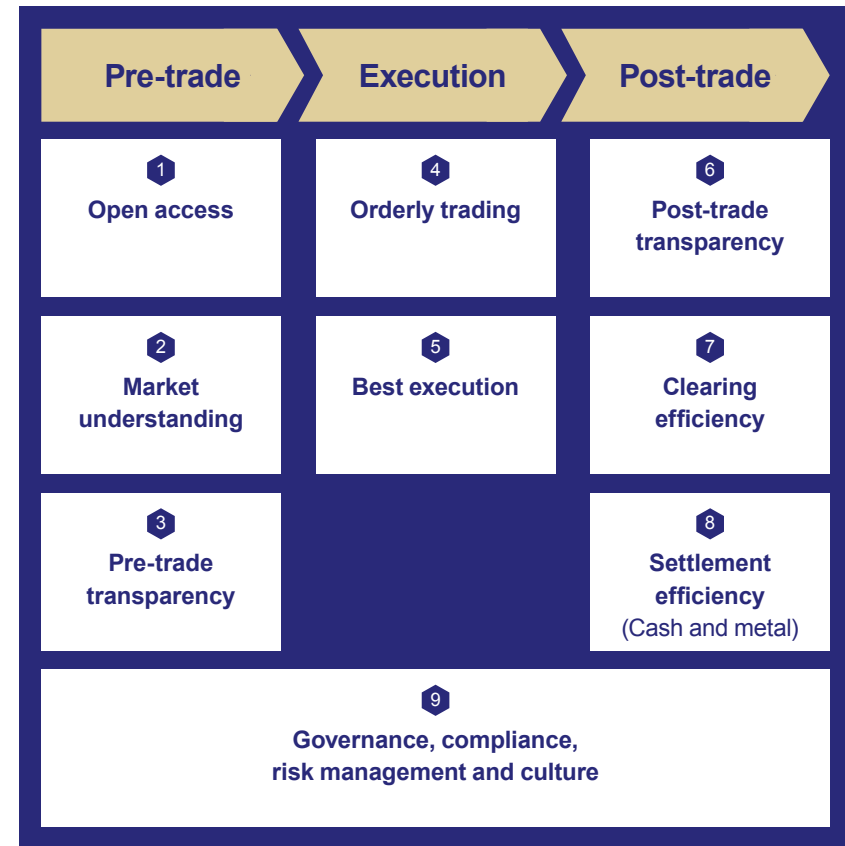 Pre-trade
Execution
Post-trade
1
Open access
4
Orderly trading
6
Post-trade
transparency
2
Market
understanding
5
Best execution
7
Clearing
efficiency
3
Pre-trade
transparency
8
Settlement
efficiency
(Cash and metal)
9
Governance, compliance,
risk management and culture